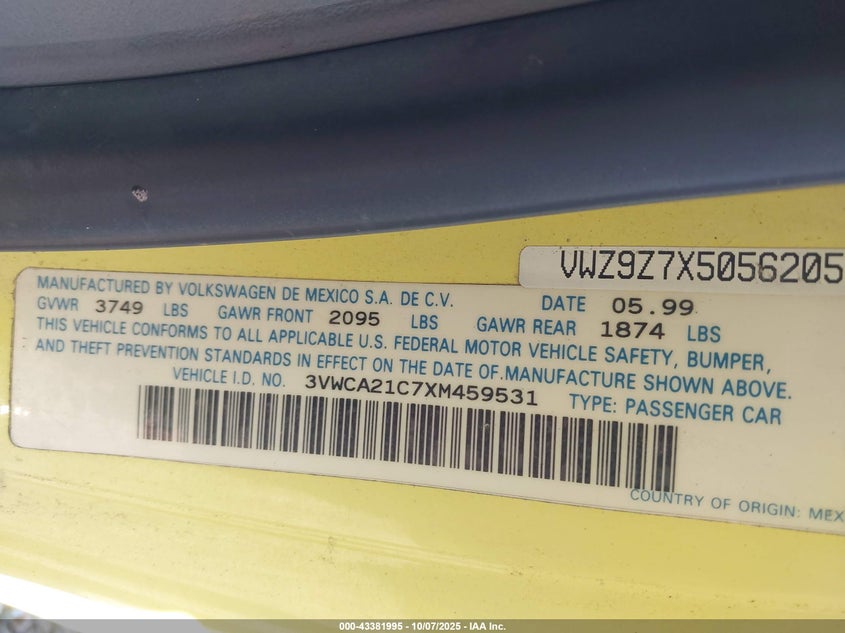 VWZ9Z7X5056205
MANUFACTURED BY VOLKSWAGEN DE MEXICO S.A. DE C.V. DATE 05.99
GVWR 3749 LBS GAWR FRONT 2095 LBS GAWR REAR 1874 LBS
THIS VEHICLE CONFORMS TO ALL APPLICABLE U.S. FEDERAL MOTOR VEHICLE SAFETY, BUMPER,
AND THEFT PREVENTION STANDARDS IN EFFECT ON THE DATE OF MANUFACTURE SHOWN ABOVE.
VEHICLE I.D. NO. 3VWCA21C7XM459531 TYPE: PASSENGER CAR
COUNTRY OF ORIGIN: MEX
000-43381995 - 10/07/2025 - IAA Inc.